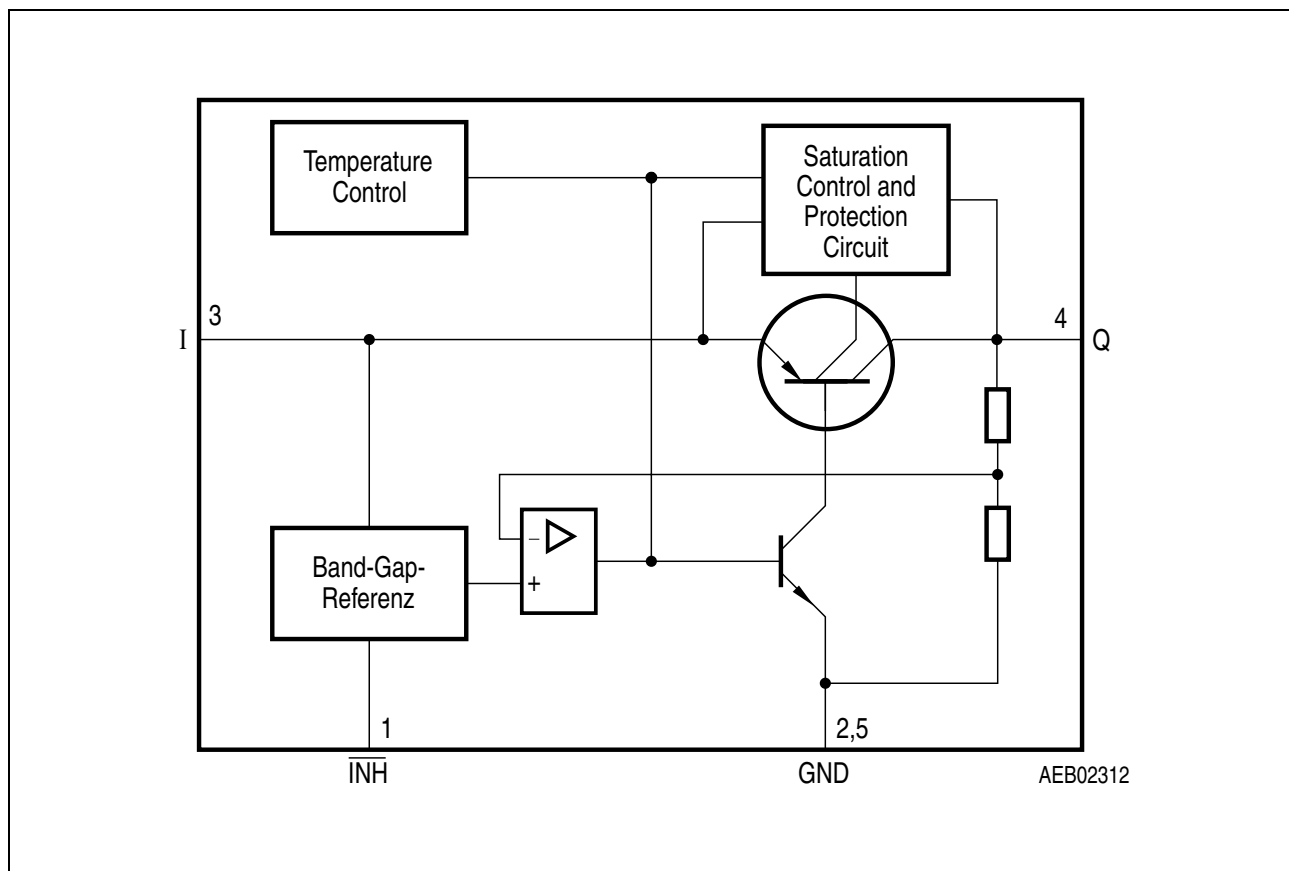 Temperature
Control
Saturation
Control and
Protection
Circuit
3
I
4
Q
Band-Gap-
Referenz
−
+
1
2,5
INH
GND
AEB02312